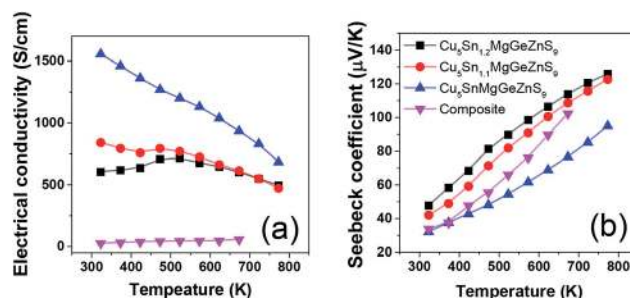 Electrical conductivity (S/cm)
1500
1000
500
0
(a)
300 400 500 600 700 800
Tempeature (K)
Seebeck coefficient (μV/K)
140
120
100
80
60
40
20
Cu5Sn1.2MgGeZnS9
Cu5Sn1.1MgGeZnS9
Cu5SnMgGeZnS9
Composite
(b)
300 400 500 600 700 800
Temperature (K)